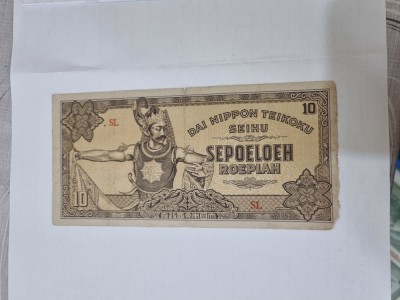 SL
10
DAI NIPPON TEIKOKU
SEIHU
SEPOELOEH
ROEPIAH
10
SL